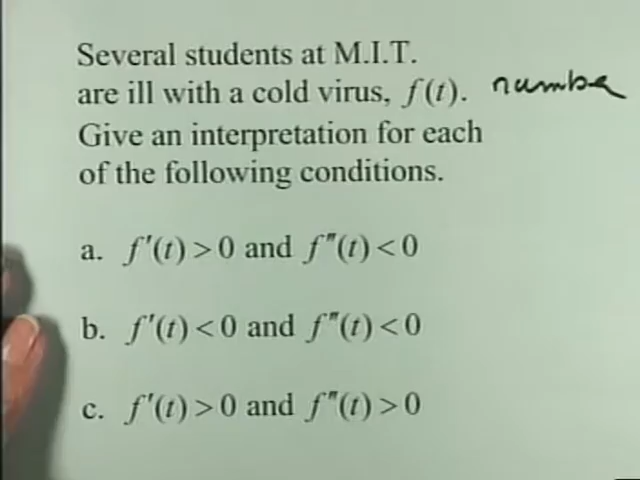 Several students at M.I.T.
are ill with a cold virus, f(t). number
Give an interpretation for each
of the following conditions.
a. f'(t) > 0 and f"(t) < 0
b. f'(t) < 0 and f"(t) < 0
c. f'(t) > 0 and f"(t) > 0